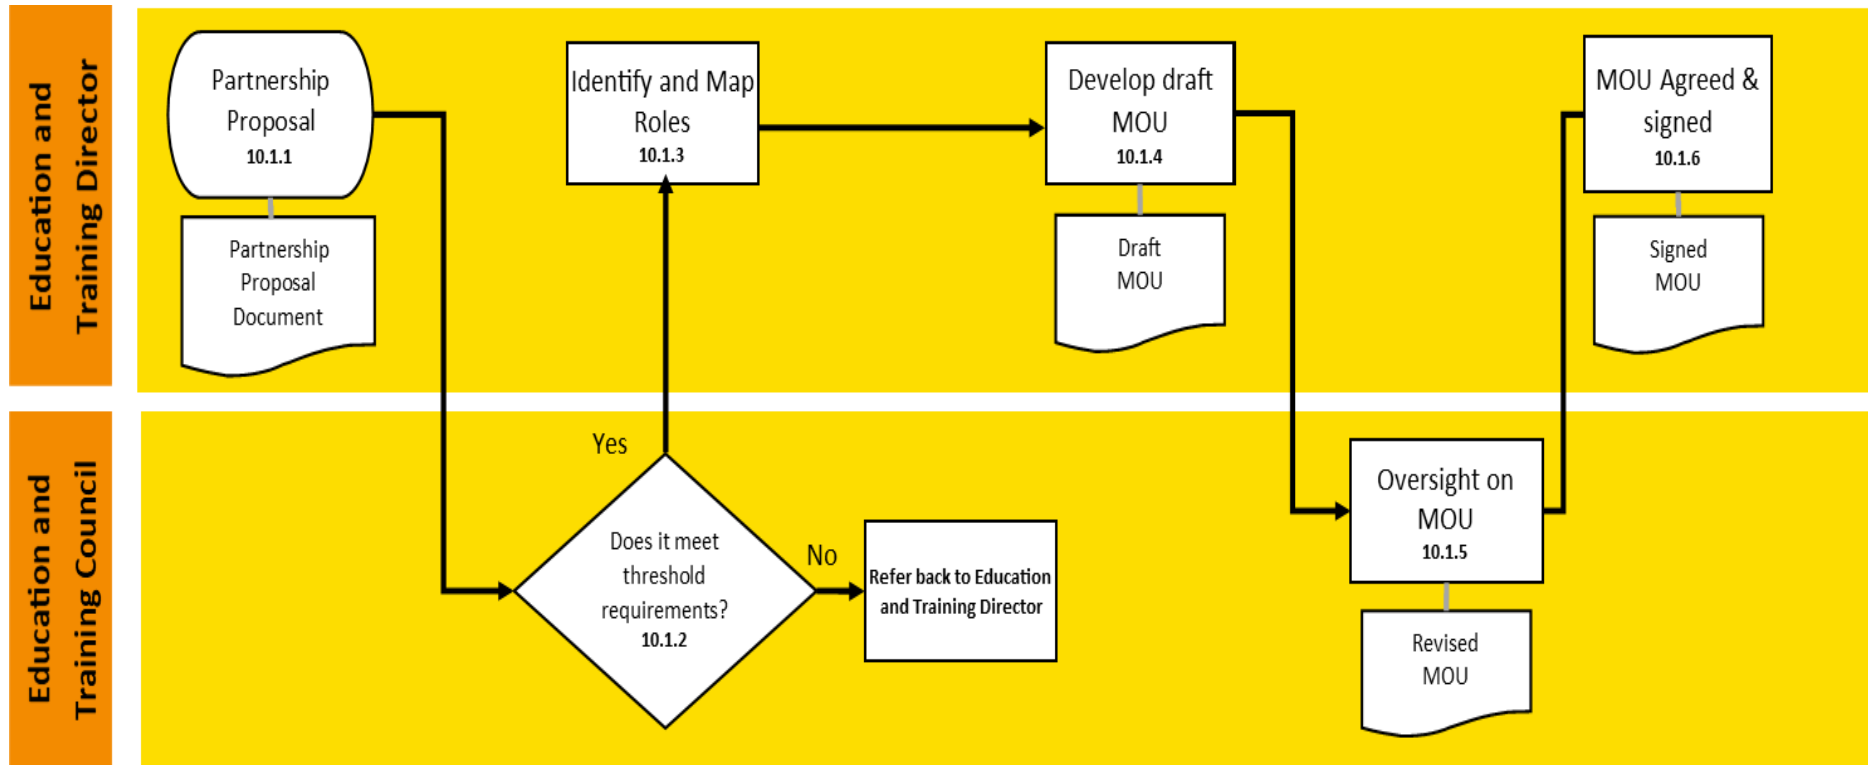 Education and
Training Director
Partnership
Proposal
10.1.1
Partnership
Proposal
Document
Identify and Map
Roles
10.1.3
Develop draft
MOU
10.1.4
Draft
MOU
MOU Agreed &
signed
10.1.6
Signed
MOU
Education and
Training Council
Yes
Does it meet
threshold
requirements?
10.1.2
No
Refer back to Education
and Training Director
Oversight on
MOU
10.1.5
Revised
MOU